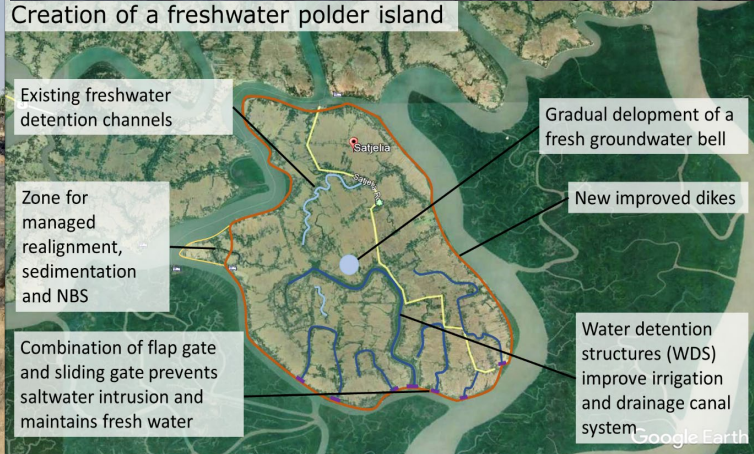 Creation of a freshwater polder island
Existing freshwater
detention channels
Gradual delopment of a
fresh groundwater bell
Satjelia
New improved dikes
Zone for
managed
realignment,
sedimentation
and NBS
Combination of flap gate
and sliding gate prevents
saltwater intrusion and
maintains fresh water
Water detention
structures (WDS)
improve irrigation
and drainage canal
system
Google Earth